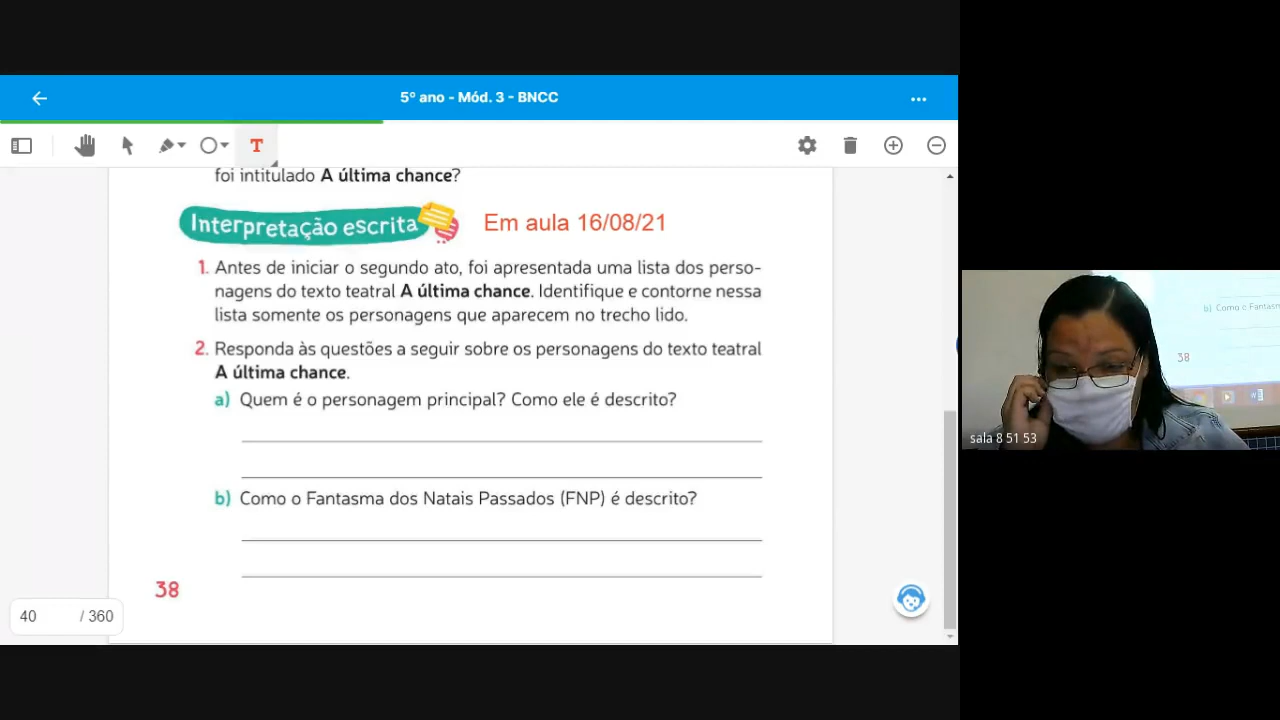 5º ano - Mód. 3 - BNCC
T
foi intitulado A última chance?
Interpretação escrita
Em aula 16/08/21
1. Antes de iniciar o segundo ato, foi apresentada uma lista dos perso-
nagens do texto teatral A última chance. Identifique e contorne nessa
lista somente os personagens que aparecem no trecho lido.
2. Responda às questões a seguir sobre os personagens do texto teatral
A última chance.
a) Quem é o personagem principal? Como ele é descrito?
b) Como o Fantasma dos Natais Passados (FNP) é descrito?
38
40 / 360
b) Como o Fantasm
38
sala 8 51 53